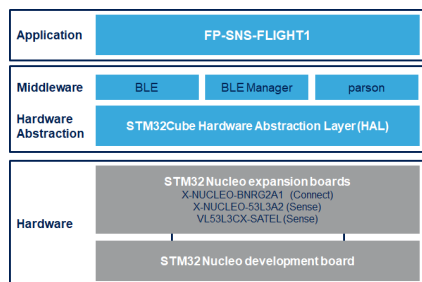 Application
FP-SNS-FLIGHT1
Middleware
BLE
BLE Manager
parson
Hardware
Abstraction
STM32Cube Hardware Abstraction Layer (HAL)
Hardware
STM32 Nucleo expansion boards
X-NUCLEO-BNRG2A1 (Connect)
X-NUCLEO-53L3A2 (Sense)
VL53L3CX-SATEL (Sense)
STM32 Nucleo development board